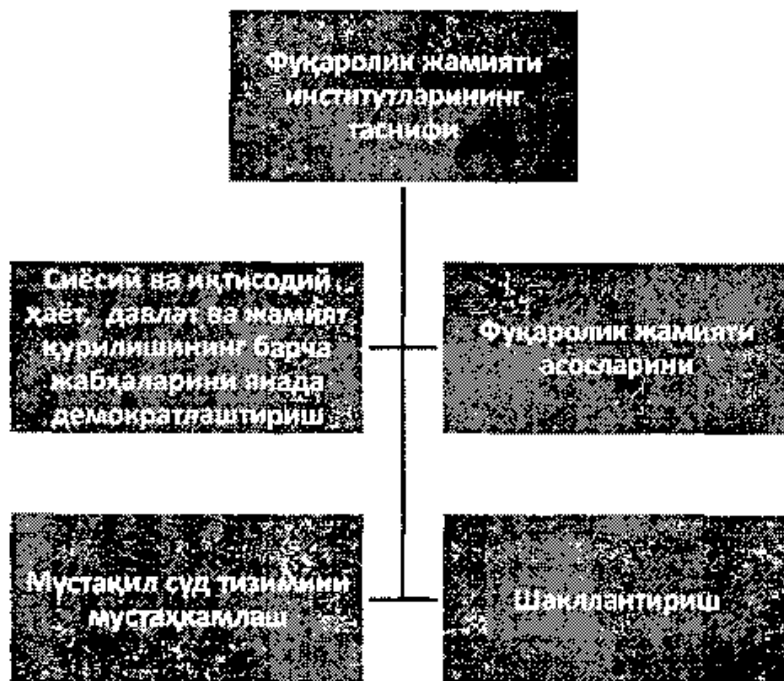 Фуқаролик жамияти
институтларининг
таснифи
Сиёсий ва иқтисодий
ҳаёт, давлат ва жамият
қурилишининг барча
жабҳаларини янада
демократлаштириш
Фуқаролик жамияти
асосларини
Мустақил суд тизимини
мустаҳкамлаш
Шакллантириш